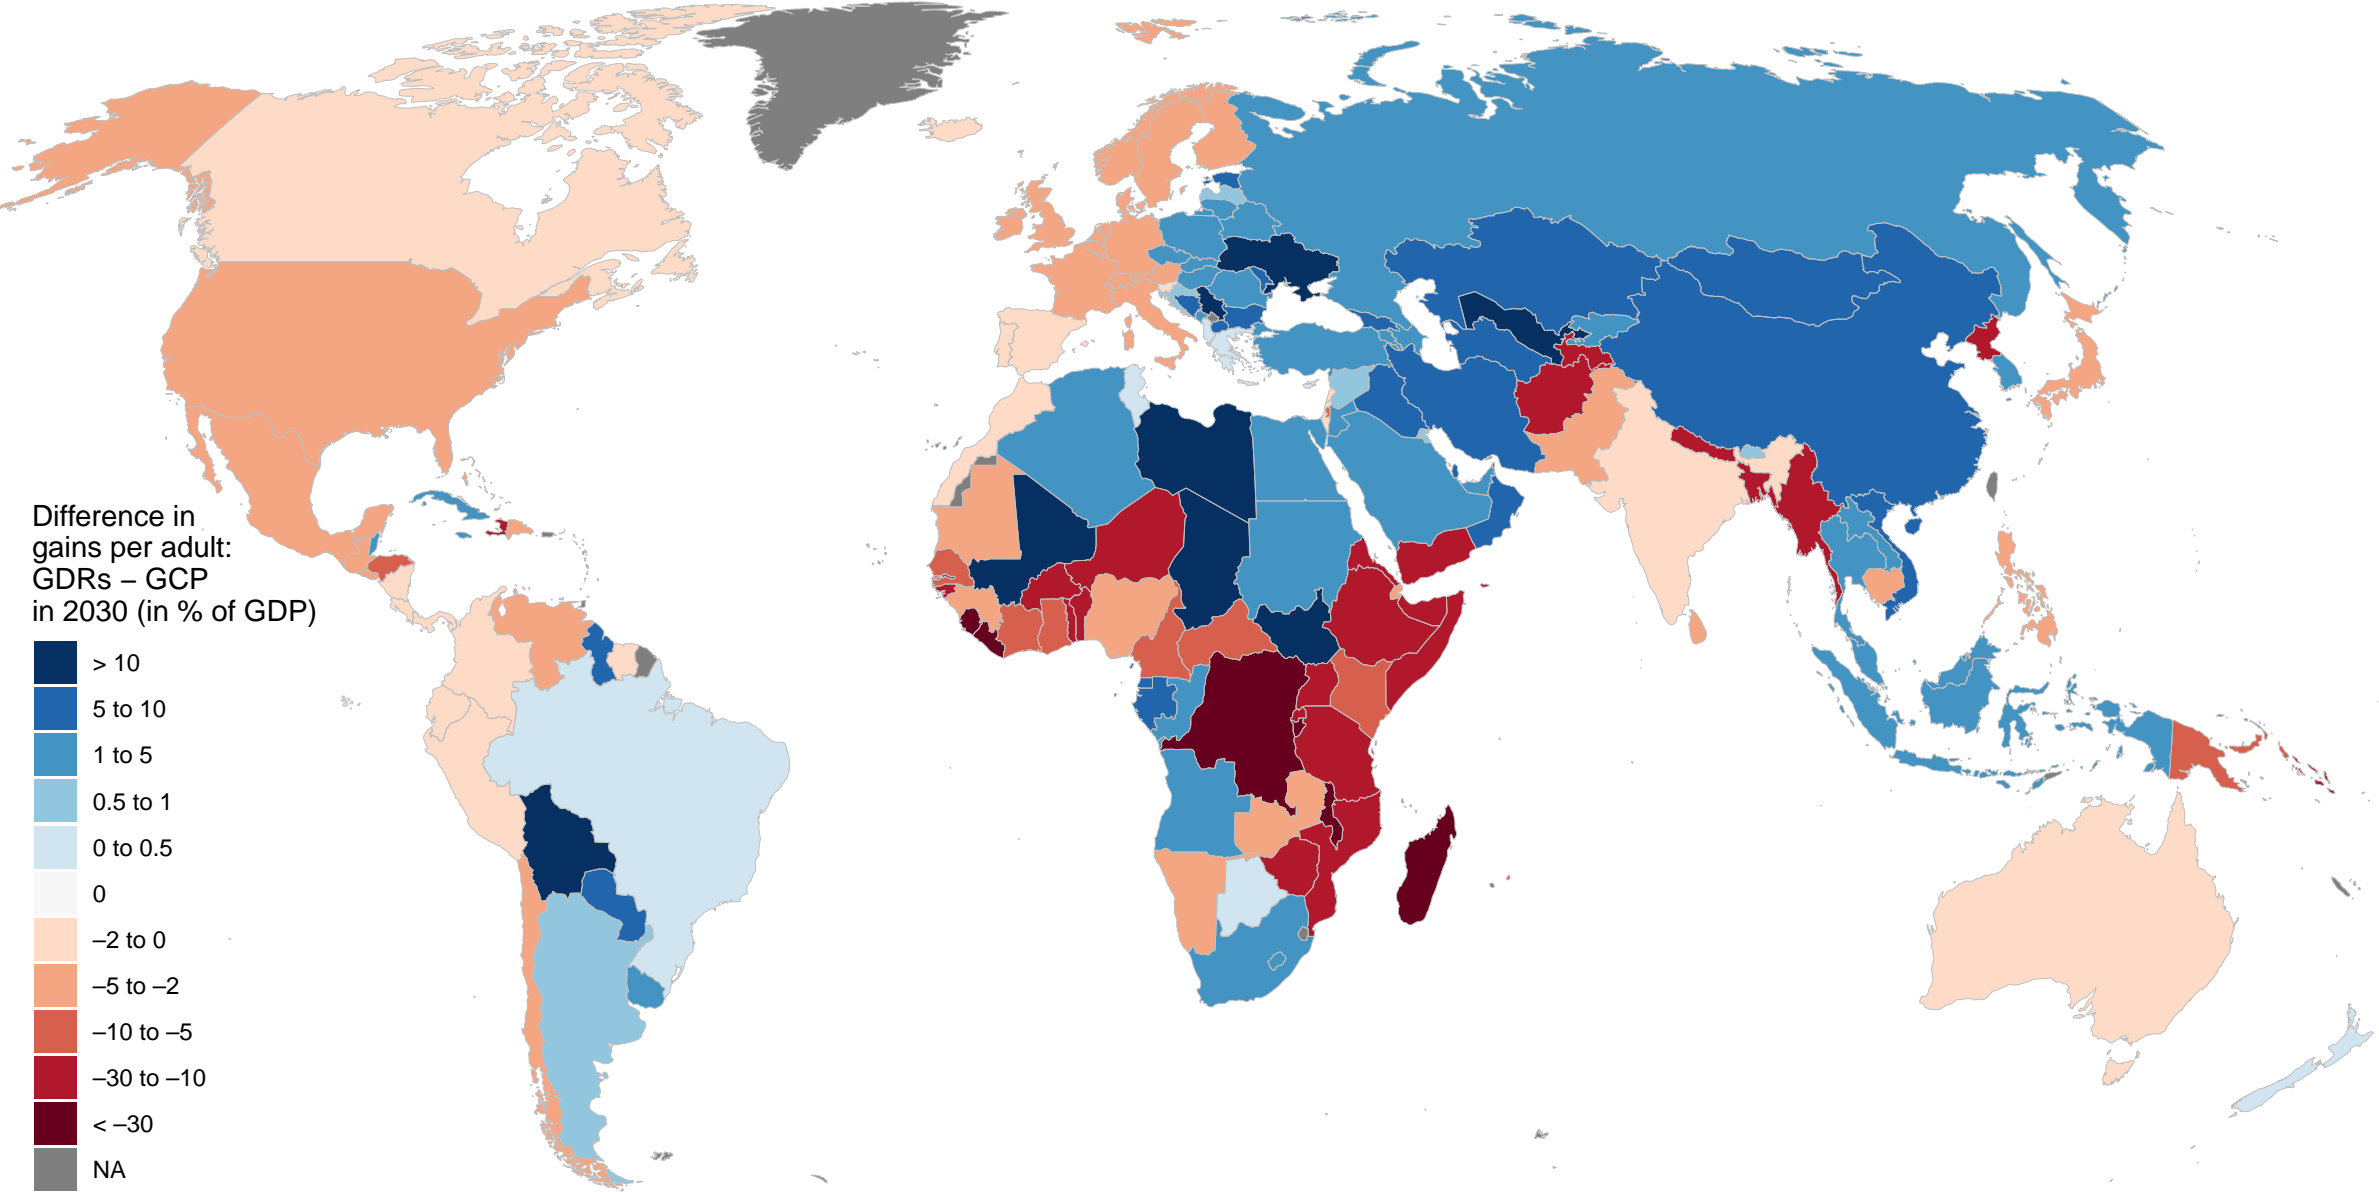 Difference in
gains per adult:
GDRs – GCP
in 2030 (in % of GDP)
> 10
5 to 10
1 to 5
0.5 to 1
0 to 0.5
0
–2 to 0
–5 to –2
–10 to –5
–30 to –10
< –30
NA